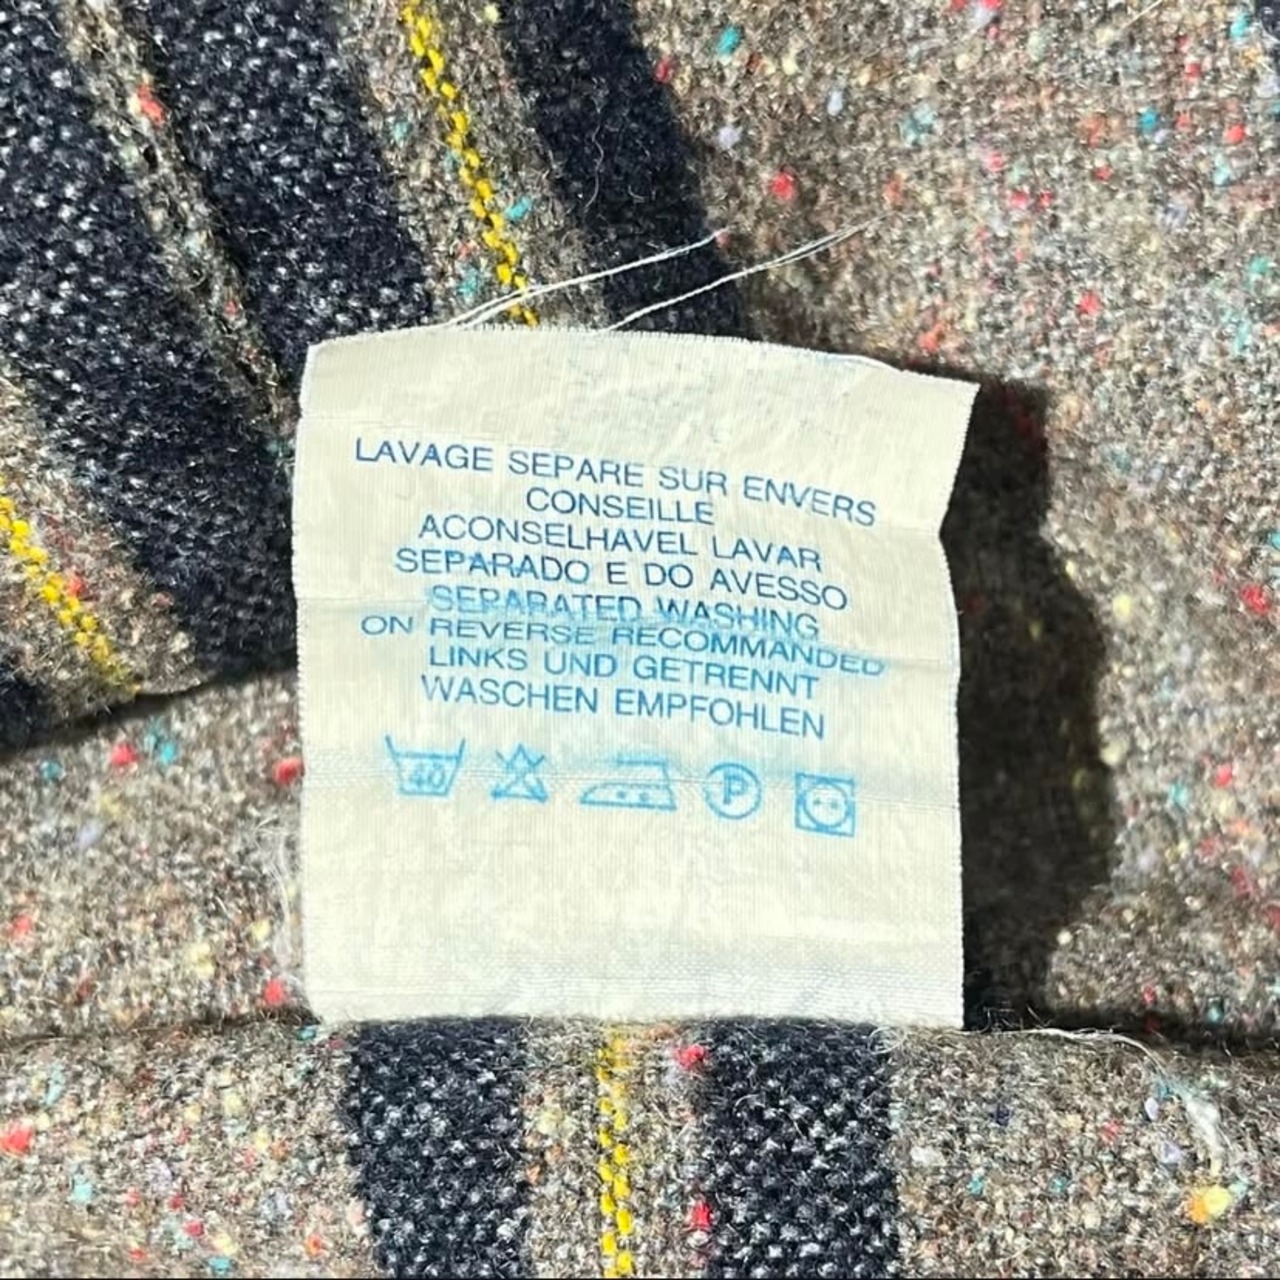 LAVAGE SEPARE SUR ENVERS
CONSEILLE
ACONSELHAVEL LAVAR
SEPARADO E DO AVESSO
SEPARATED WASHING
ON REVERSE RECOMMANDED
LINKS UND GETRENNT
WASCHEN EMPFOHLEN
40 P